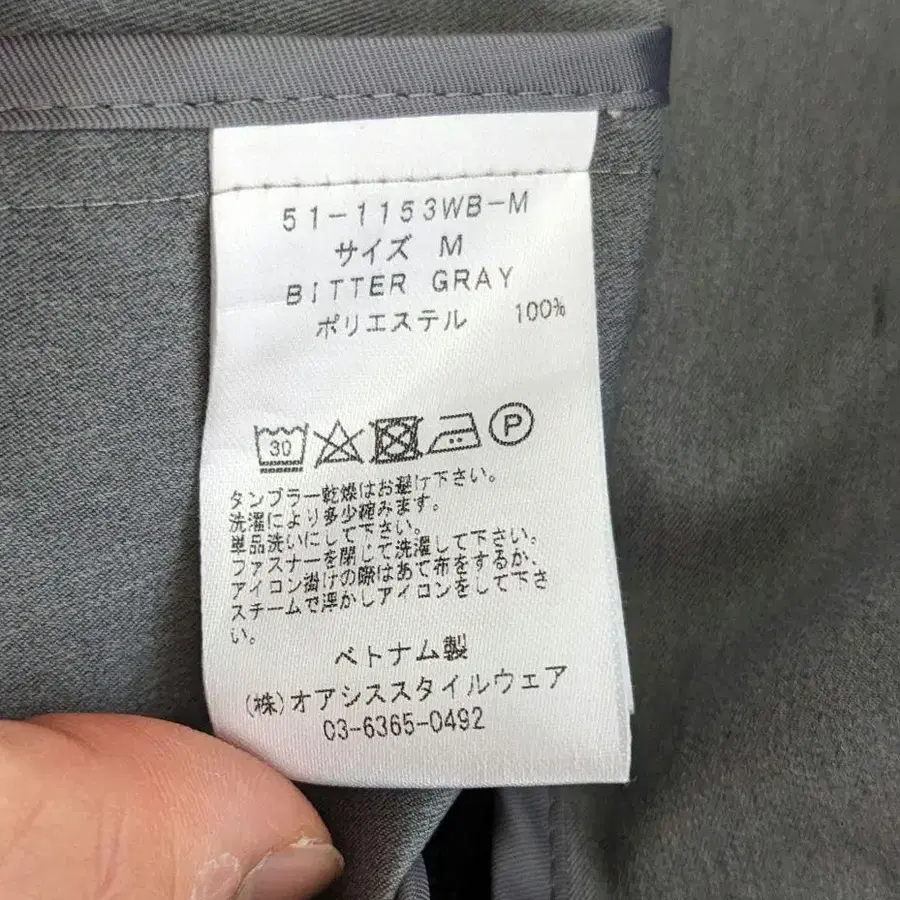 51-1153WB-M
サイズ M
BITTER GRAY
ポリエステル 100%
30 P
タンブラー乾燥はお避け下さい。
洗濯により多少縮みます。
単品洗いにして下さい。
ファスナーを閉じて洗濯して下さい。
アイロン掛けの際はあて布をするか、
スチームで浮かしアイロンをして下さ
い。
ベトナム製
(株)オアシススタイルウェア
03-6365-0492